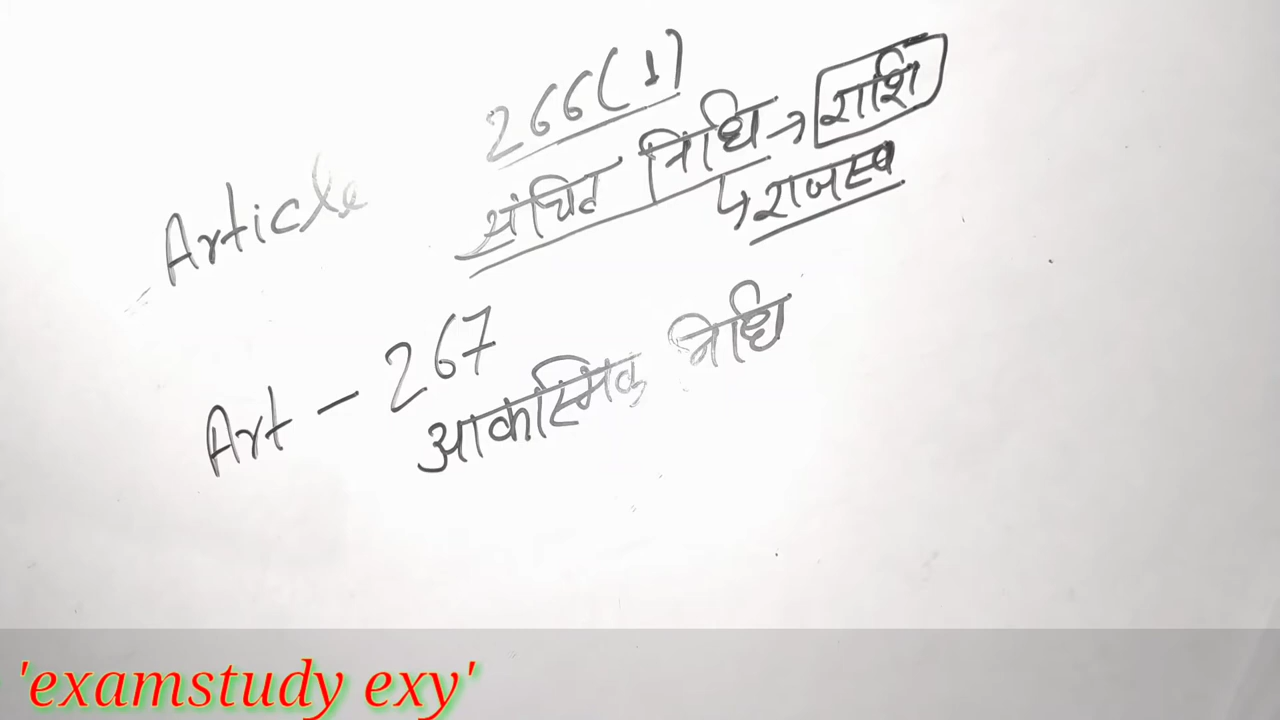 Article 266(1)
संचित निधि → राशि
↳ राजस्व
Art - 267
आकस्मिक निधि
'examstudy exy'